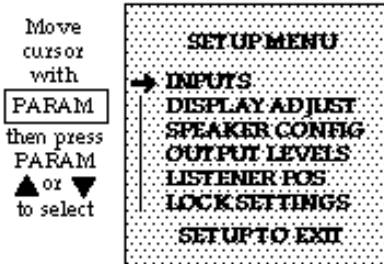 Move
cursor
with
PARAM
then press
PARAM
▲ or ▼
to select
SETUP MENU
INPUTS
DISPLAY ADJUST
SPEAKER CONFIG
OUTPUT LEVELS
LISTENER POS
LOCK SETTINGS
SETUP TO EXIT